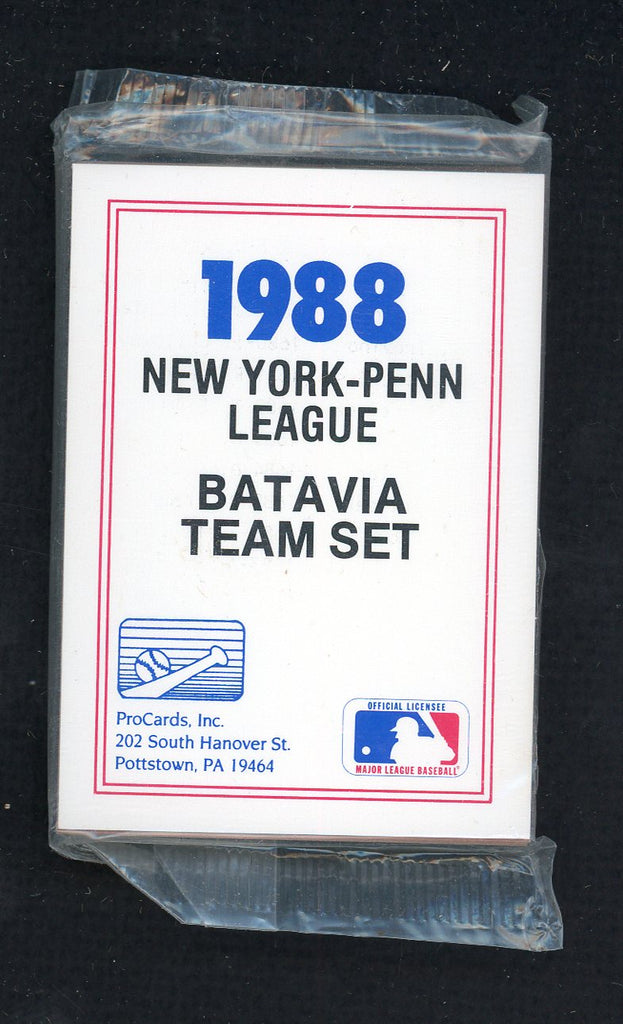 1988
NEW YORK-PENN
LEAGUE
BATAVIA
TEAM SET
ProCards, Inc.
202 South Hanover St.
Pottstown, PA 19464
OFFICIAL LICENSEE
MAJOR LEAGUE BASEBALL®